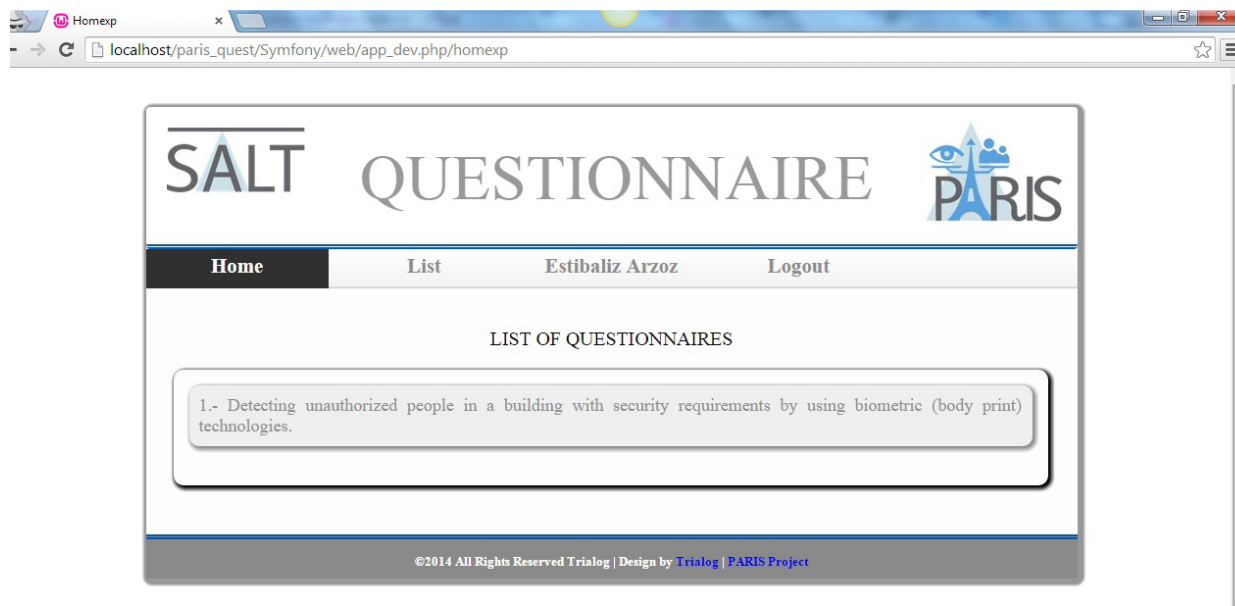 Homexp
localhost/paris_quest/Symfony/web/app_dev.php/homexp
SALT QUESTIONNAIRE PARIS
Home List Estibaliz Arzoz Logout
LIST OF QUESTIONNAIRES
1.- Detecting unauthorized people in a building with security requirements by using biometric (body print)
technologies.
©2014 All Rights Reserved Trialog | Design by Trialog | PARIS Project